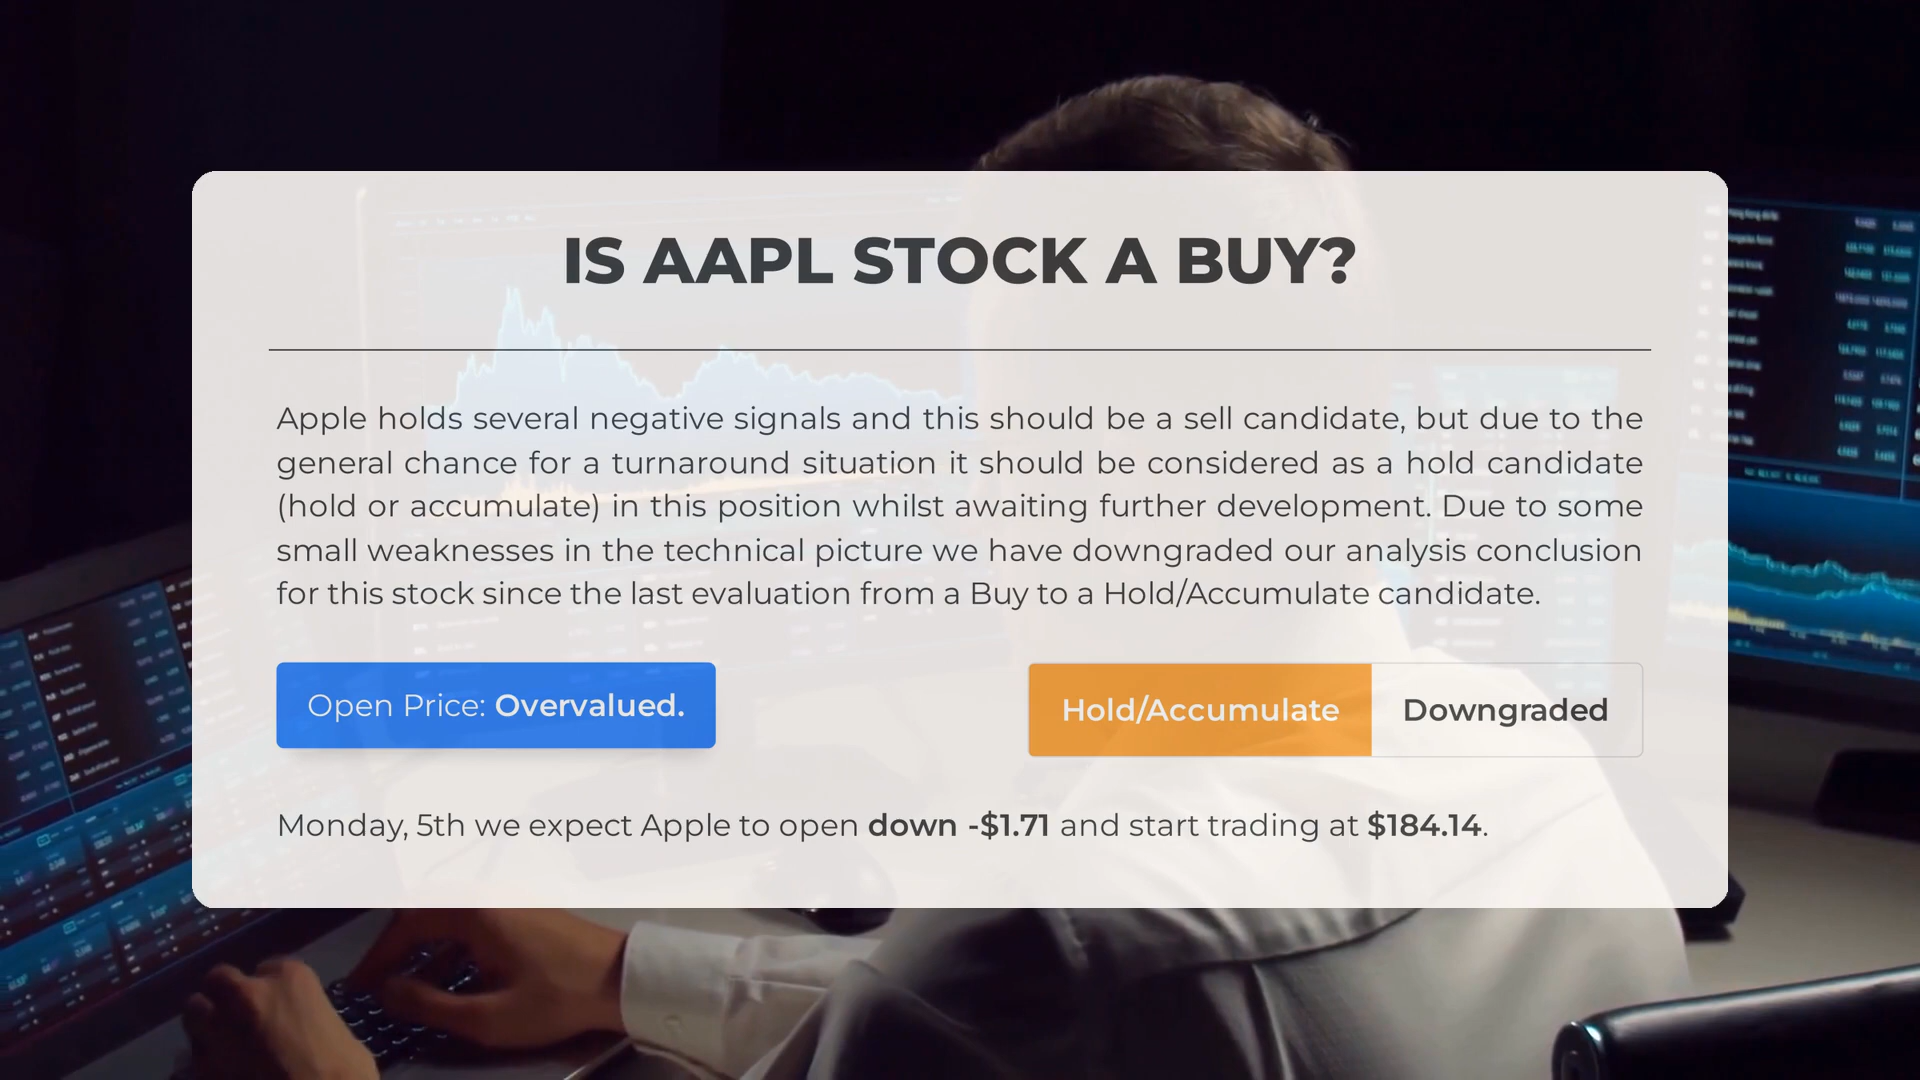 IS AAPL STOCK A BUY?
Apple holds several negative signals and this should be a sell candidate, but due to the
general chance for a turnaround situation it should be considered as a hold candidate
(hold or accumulate) in this position whilst awaiting further development. Due to some
small weaknesses in the technical picture we have downgraded our analysis conclusion
for this stock since the last evaluation from a Buy to a Hold/Accumulate candidate.
Open Price: Overvalued.
Hold/Accumulate Downgraded
Monday, 5th we expect Apple to open down -$1.71 and start trading at $184.14.